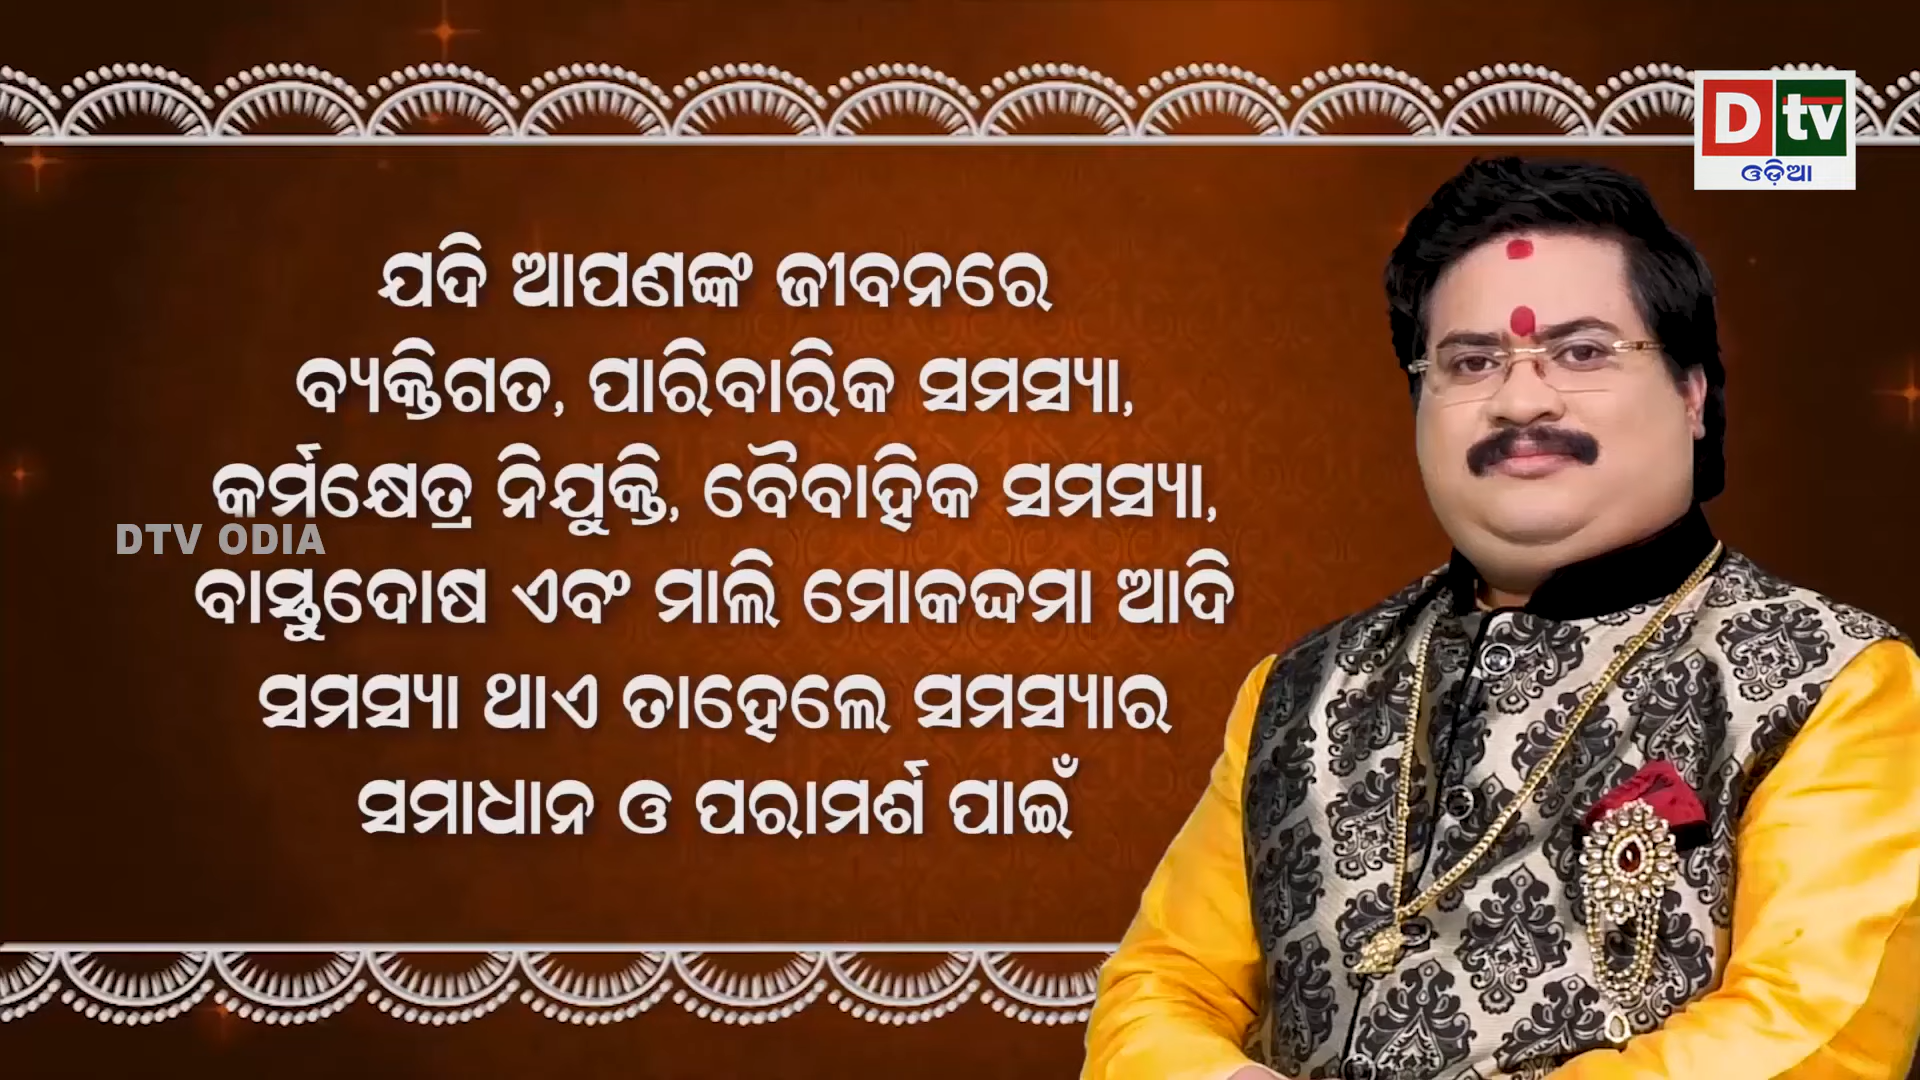 D tv
ଓଡ଼ିଆ
ଯଦି ଆପଣଙ୍କ ଜୀବନରେ
ବ୍ୟକ୍ତିଗତ, ପାରିବାରିକ ସମସ୍ୟା,
କର୍ମକ୍ଷେତ୍ର ନିଯୁକ୍ତି, ବୈବାହିକ ସମସ୍ୟା,
DTV ODIA
ବାସ୍ତୁଦୋଷ ଏବଂ ମାଲି ମୋକଦ୍ଦମା ଆଦି
ସମସ୍ୟା ଥାଏ ତାହେଲେ ସମସ୍ୟାର
ସମାଧାନ ଓ ପରାମର୍ଶ ପାଇଁ